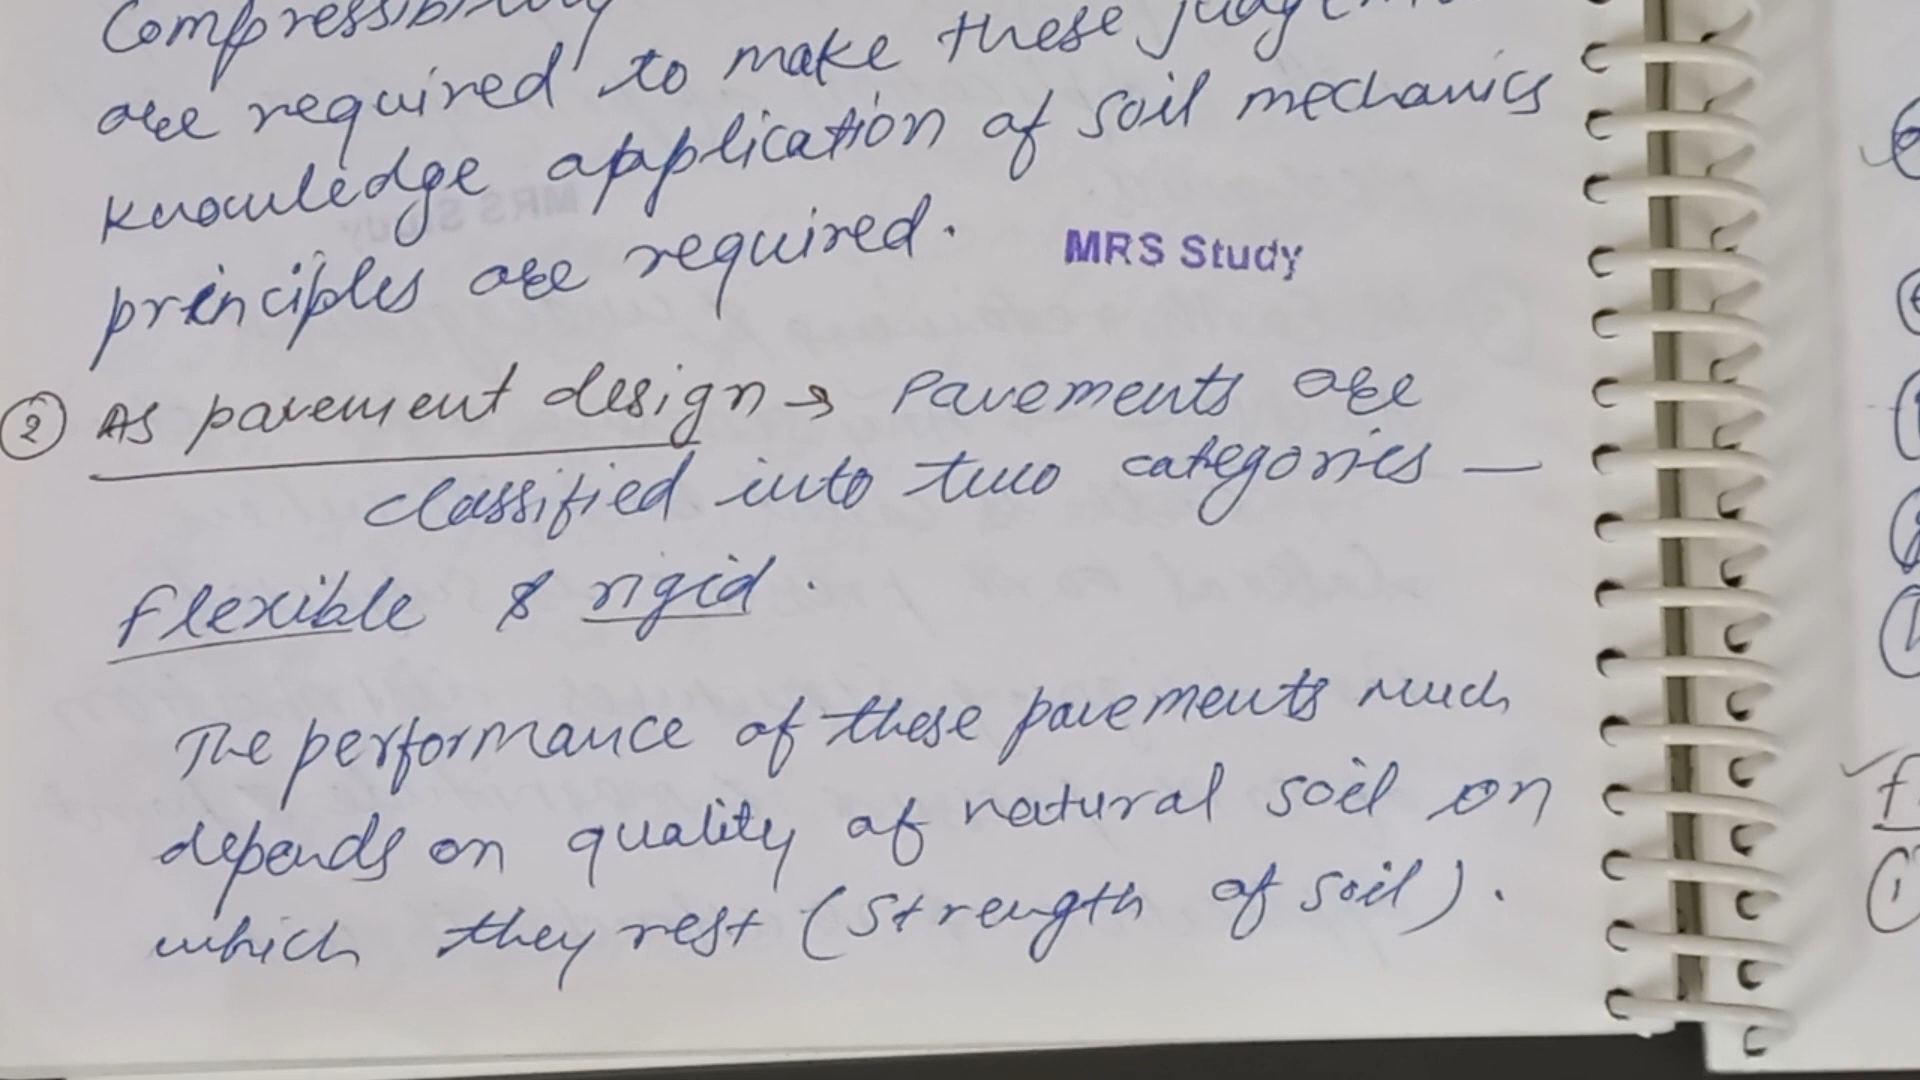 Compressibility
are required to make these
knowledge application of soil mechanics
principles are required.
MRS Study
② As pavement design → Pavements are
classified into two categories —
flexible & rigid.
The performance of these pavements much
depends on quality of natural soil on
which they rest (Strength of soil).